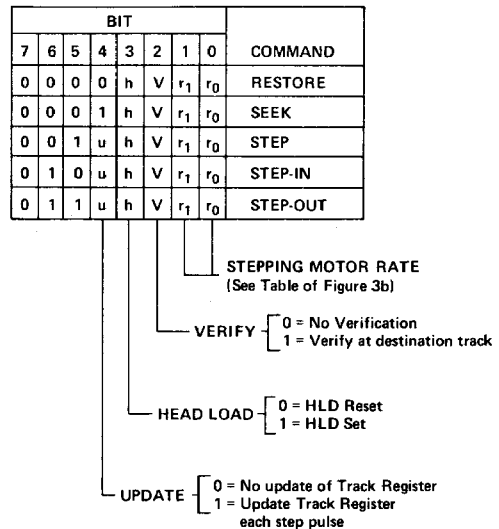 BIT
7 6 5 4 3 2 1 0 COMMAND
0 0 0 0 h V r1 r0 RESTORE
0 0 0 1 h V r1 r0 SEEK
0 0 1 u h V r1 r0 STEP
0 1 0 u h V r1 r0 STEP-IN
0 1 1 u h V r1 r0 STEP-OUT
STEPPING MOTOR RATE
(See Table of Figure 3b)
VERIFY
0 = No Verification
1 = Verify at destination track
HEAD LOAD
0 = HLD Reset
1 = HLD Set
UPDATE
0 = No update of Track Register
1 = Update Track Register
each step pulse